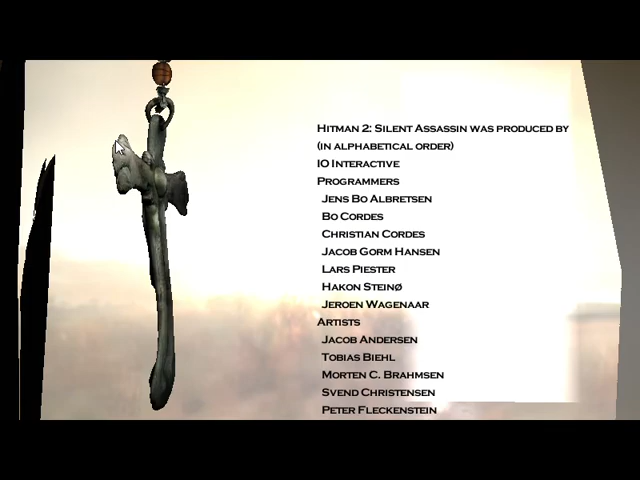 Hitman 2: Silent Assassin was produced by
(in alphabetical order)
IO Interactive
Programmers
Jens Bo Albretsen
Bo Cordes
Christian Cordes
Jacob Gorm Hansen
Lars Piester
Hakon Steinø
Jeroen Wagenaar
Artists
Jacob Andersen
Tobias Biehl
Morten C. Brahmsen
Svend Christensen
Peter Fleckenstein